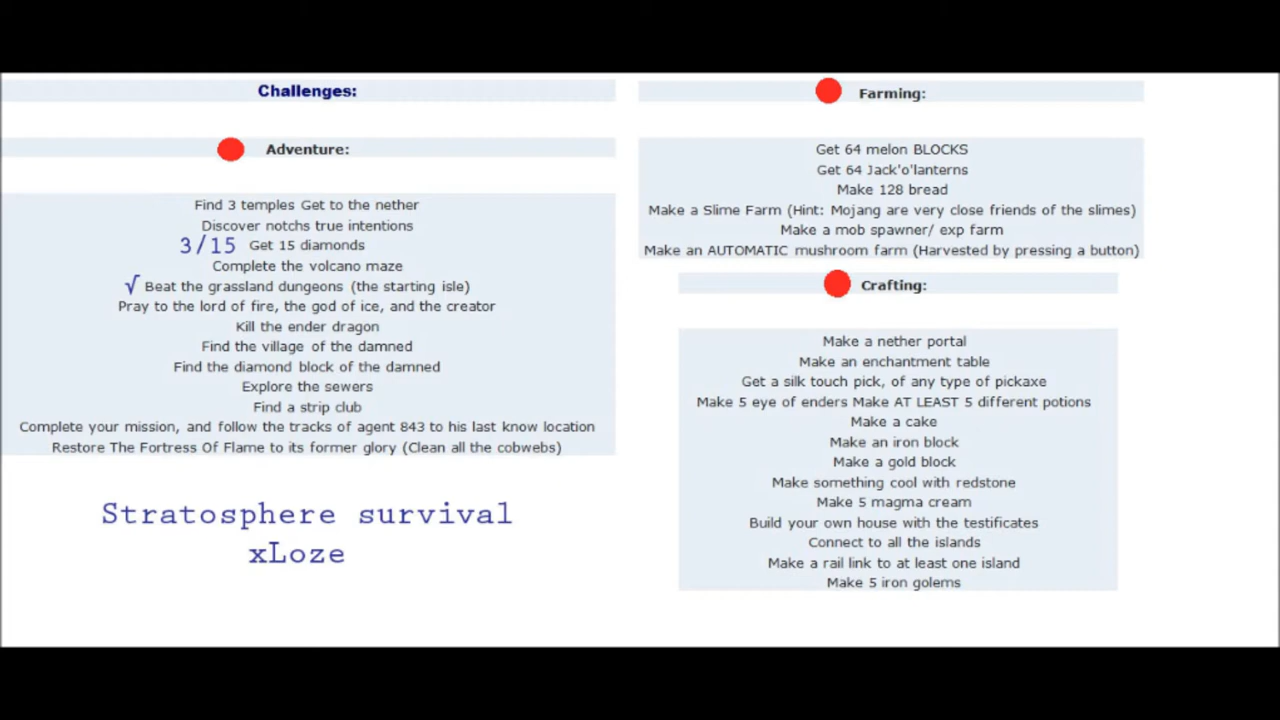 Challenges:
Adventure:
Find 3 temples Get to the nether
Discover notchs true intentions
3/15 Get 15 diamonds
Complete the volcano maze
√ Beat the grassland dungeons (the starting isle)
Pray to the lord of fire, the god of ice, and the creator
Kill the ender dragon
Find the village of the damned
Find the diamond block of the damned
Explore the sewers
Find a strip club
Complete your mission, and follow the tracks of agent 843 to his last know location
Restore The Fortress Of Flame to its former glory (Clean all the cobwebs)
Stratosphere survival
xLoze
Farming:
Get 64 melon BLOCKS
Get 64 Jack'o'lanterns
Make 128 bread
Make a Slime Farm (Hint: Mojang are very close friends of the slimes)
Make a mob spawner/ exp farm
Make an AUTOMATIC mushroom farm (Harvested by pressing a button)
Crafting:
Make a nether portal
Make an enchantment table
Get a silk touch pick, of any type of pickaxe
Make 5 eye of enders Make AT LEAST 5 different potions
Make a cake
Make an iron block
Make a gold block
Make something cool with redstone
Make 5 magma cream
Build your own house with the testificates
Connect to all the islands
Make a rail link to at least one island
Make 5 iron golems